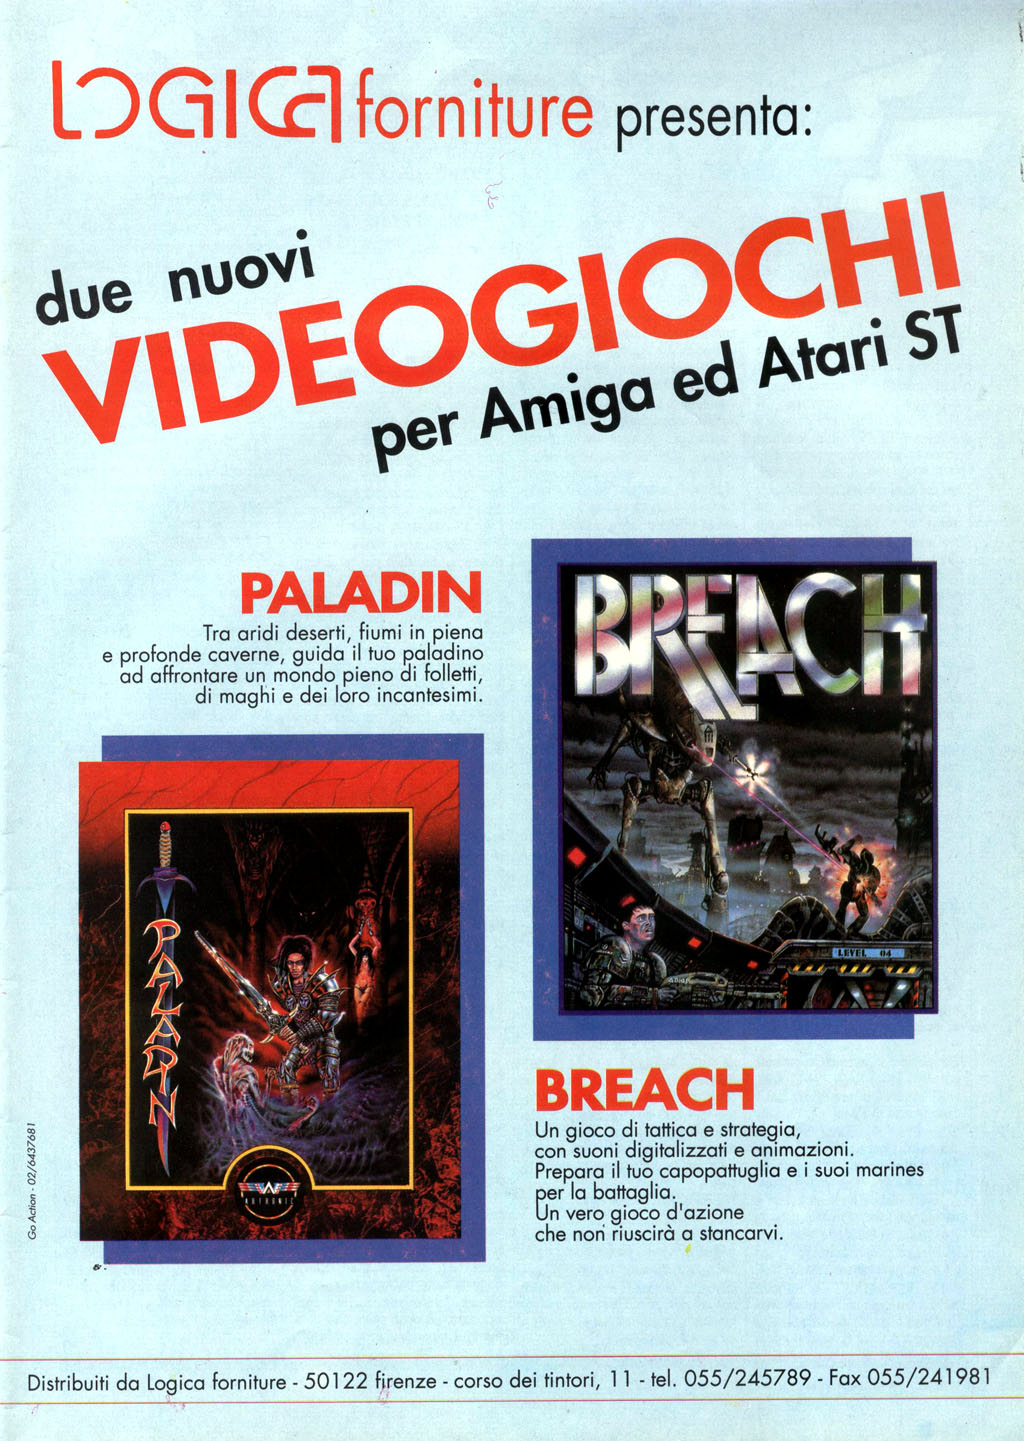 LOGICA forniture presenta:
due nuovi
VIDEOGIOCHI
per Amiga ed Atari ST
PALADIN
Tra aridi deserti, fiumi in piena
e profonde caverne, guida il tuo paladino
ad affrontare un mondo pieno di folletti,
di maghi e dei loro incantesimi.
BREACH
LEVEL 04
PALADIN
BREACH
Un gioco di tattica e strategia,
con suoni digitalizzati e animazioni.
Prepara il tuo capopattuglia e i suoi marines
per la battaglia.
Un vero gioco d'azione
che non riuscirà a stancarvi.
Go Action - 02/6437681
Distribuiti da Logica forniture - 50122 firenze - corso dei tintori, 11 - tel. 055/245789 - Fax 055/241981